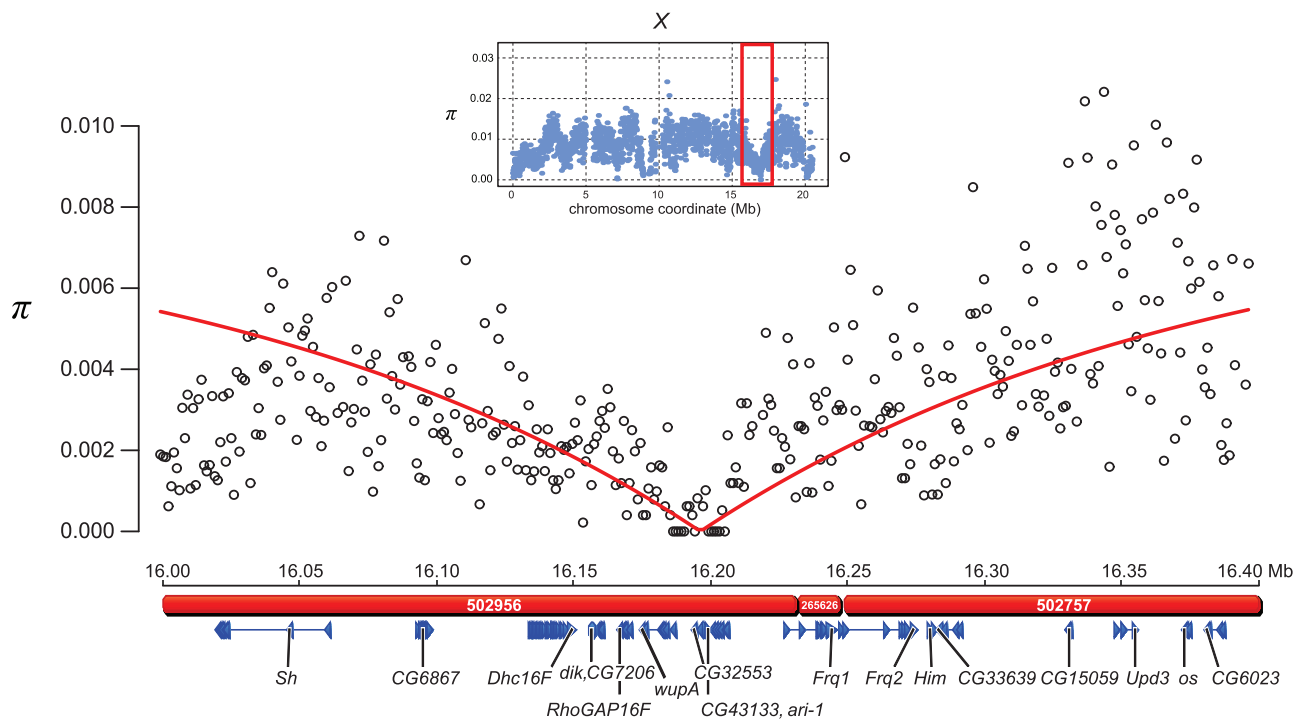 X
0.03
0.02
π
0.01
0.00
0 5 10 15 20
chromosome coordinate (Mb)
0.010
0.008
0.006
π
0.004
0.002
0.000
16.00 16.05 16.10 16.15 16.20 16.25 16.30 16.35 16.40 Mb
502956 265626 502757
Sh CG6867 Dhc16F dik,CG7206 wupA CG32553 Frq1 Frq2 Him CG33639 CG15059 Upd3 os CG6023
RhoGAP16F CG43133, ari-1